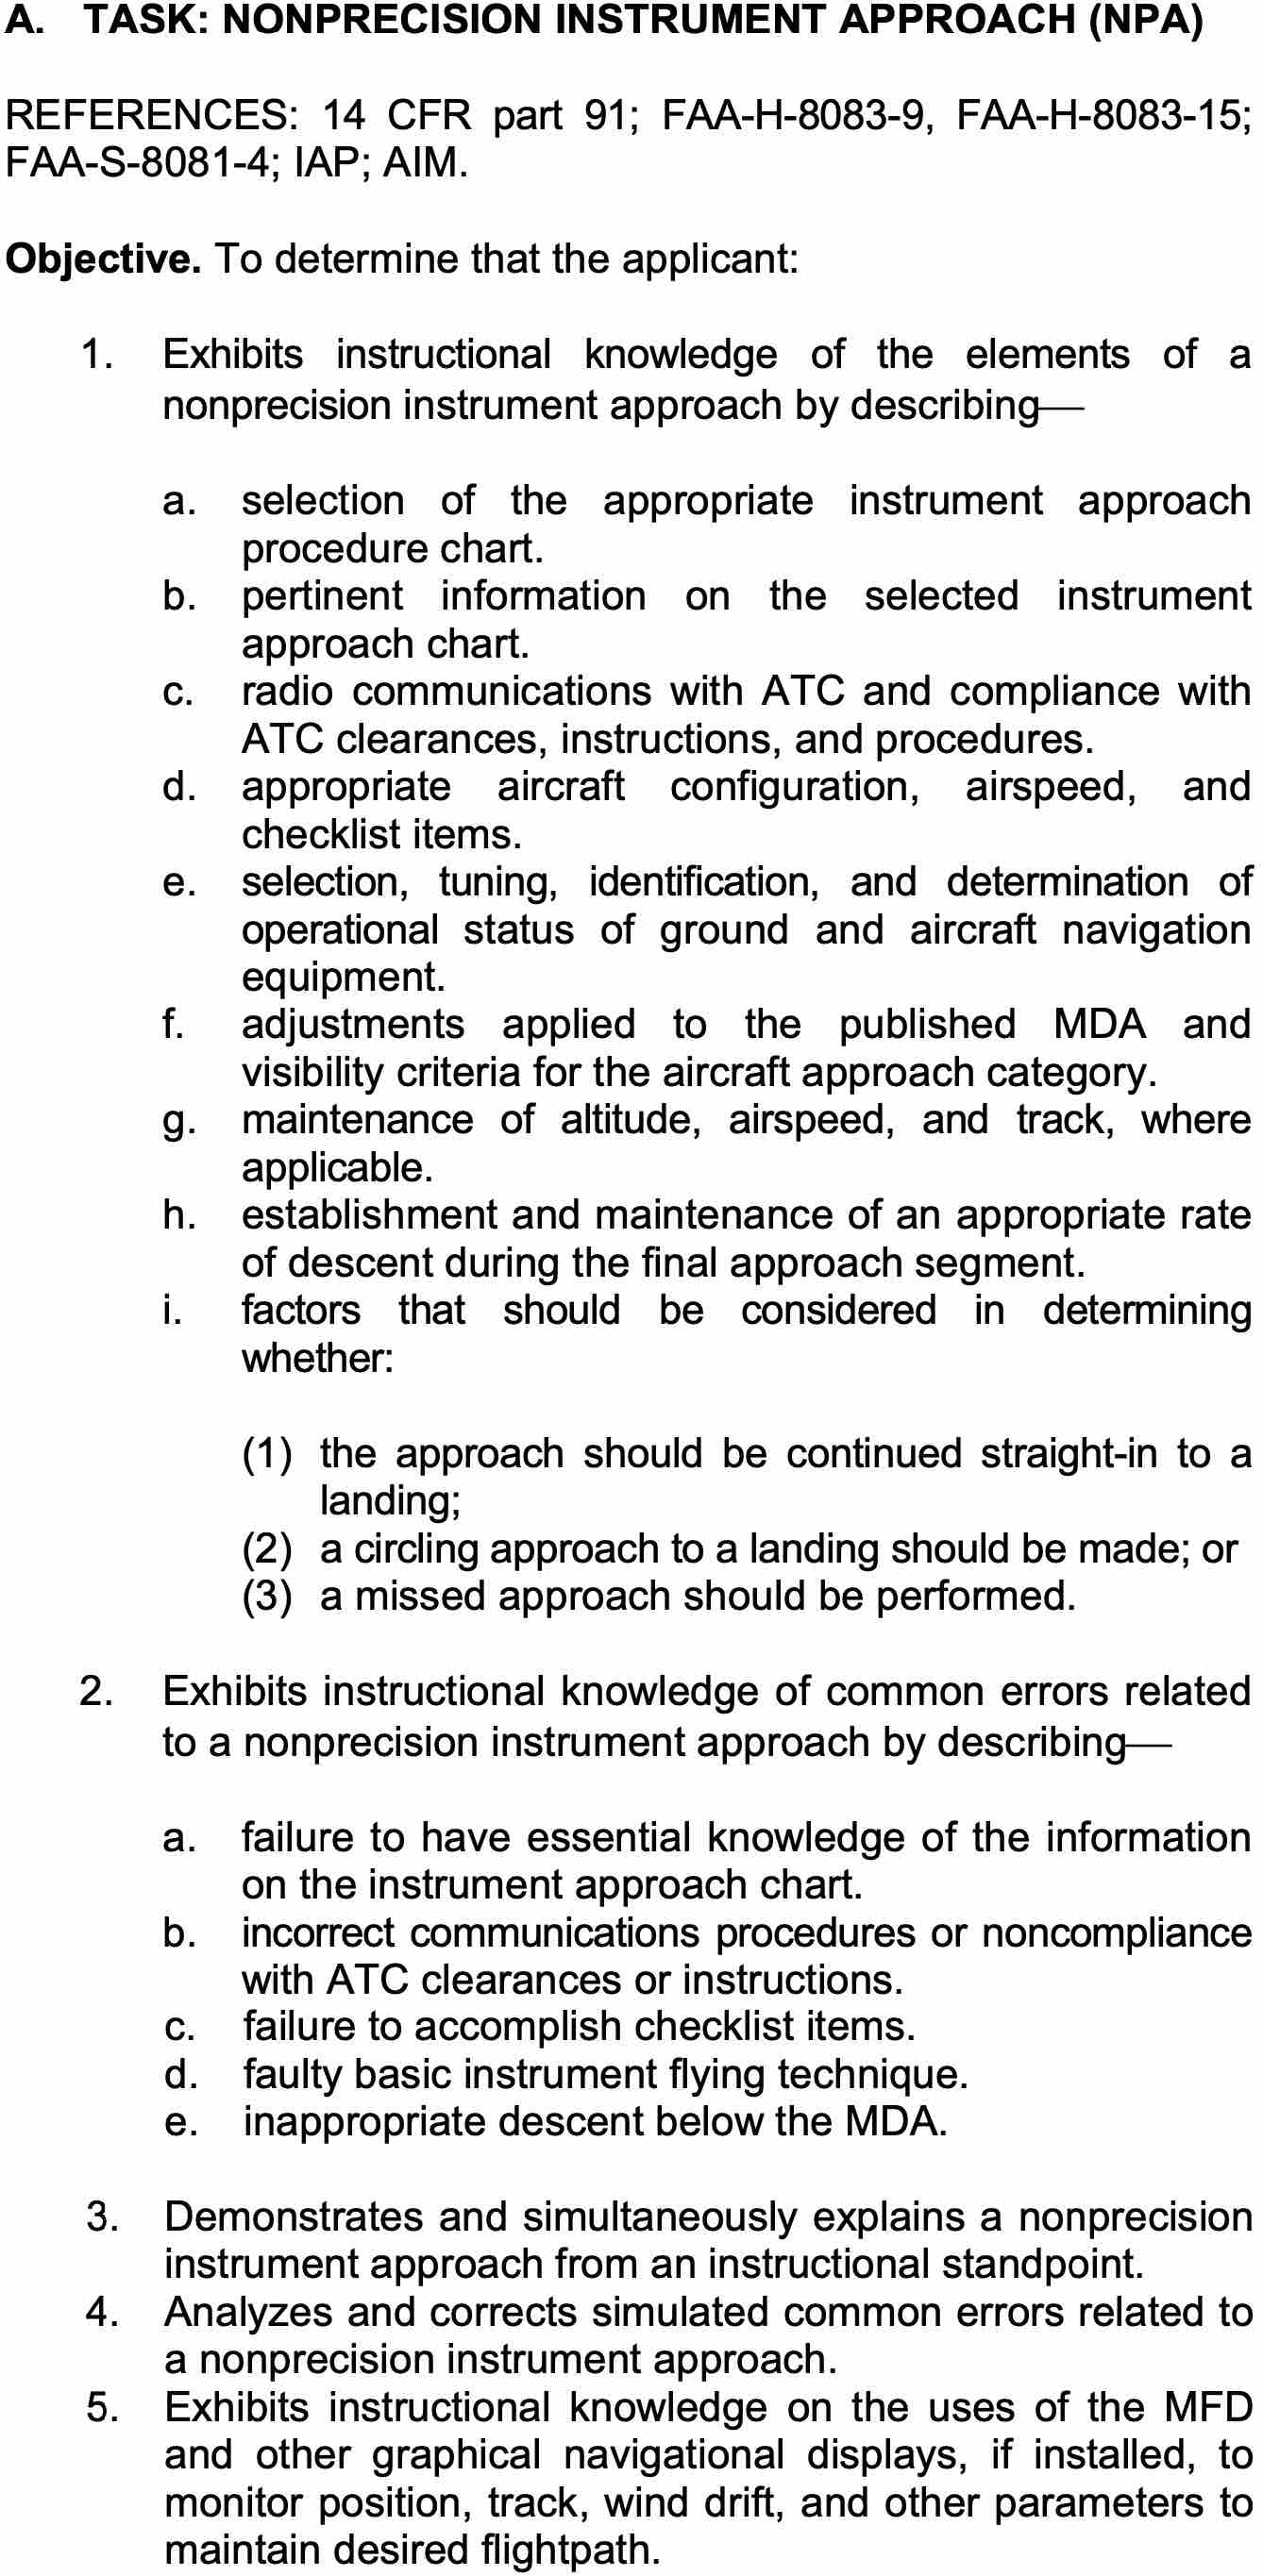 A. TASK: NONPRECISION INSTRUMENT APPROACH (NPA)
REFERENCES: 14 CFR part 91; FAA-H-8083-9, FAA-H-8083-15;
FAA-S-8081-4; IAP; AIM.
Objective. To determine that the applicant:
1. Exhibits instructional knowledge of the elements of a
nonprecision instrument approach by describing—
a. selection of the appropriate instrument approach
procedure chart.
b. pertinent information on the selected instrument
approach chart.
c. radio communications with ATC and compliance with
ATC clearances, instructions, and procedures.
d. appropriate aircraft configuration, airspeed, and
checklist items.
e. selection, tuning, identification, and determination of
operational status of ground and aircraft navigation
equipment.
f. adjustments applied to the published MDA and
visibility criteria for the aircraft approach category.
g. maintenance of altitude, airspeed, and track, where
applicable.
h. establishment and maintenance of an appropriate rate
of descent during the final approach segment.
i. factors that should be considered in determining
whether:
(1) the approach should be continued straight-in to a
landing;
(2) a circling approach to a landing should be made; or
(3) a missed approach should be performed.
2. Exhibits instructional knowledge of common errors related
to a nonprecision instrument approach by describing—
a. failure to have essential knowledge of the information
on the instrument approach chart.
b. incorrect communications procedures or noncompliance
with ATC clearances or instructions.
c. failure to accomplish checklist items.
d. faulty basic instrument flying technique.
e. inappropriate descent below the MDA.
3. Demonstrates and simultaneously explains a nonprecision
instrument approach from an instructional standpoint.
4. Analyzes and corrects simulated common errors related to
a nonprecision instrument approach.
5. Exhibits instructional knowledge on the uses of the MFD
and other graphical navigational displays, if installed, to
monitor position, track, wind drift, and other parameters to
maintain desired flightpath.